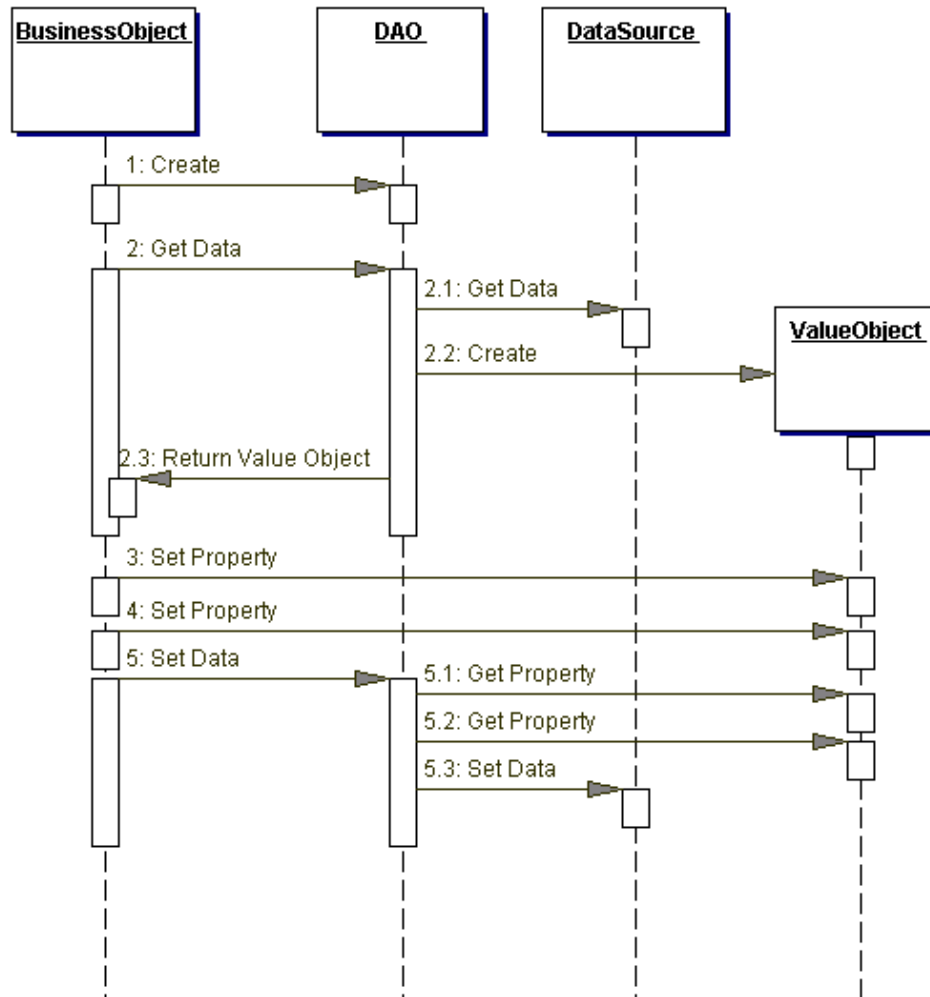 BusinessObject
DAO
DataSource
1: Create
2: Get Data
2.1: Get Data
ValueObject
2.2: Create
2.3: Return Value Object
3: Set Property
4: Set Property
5: Set Data
5.1: Get Property
5.2: Get Property
5.3: Set Data